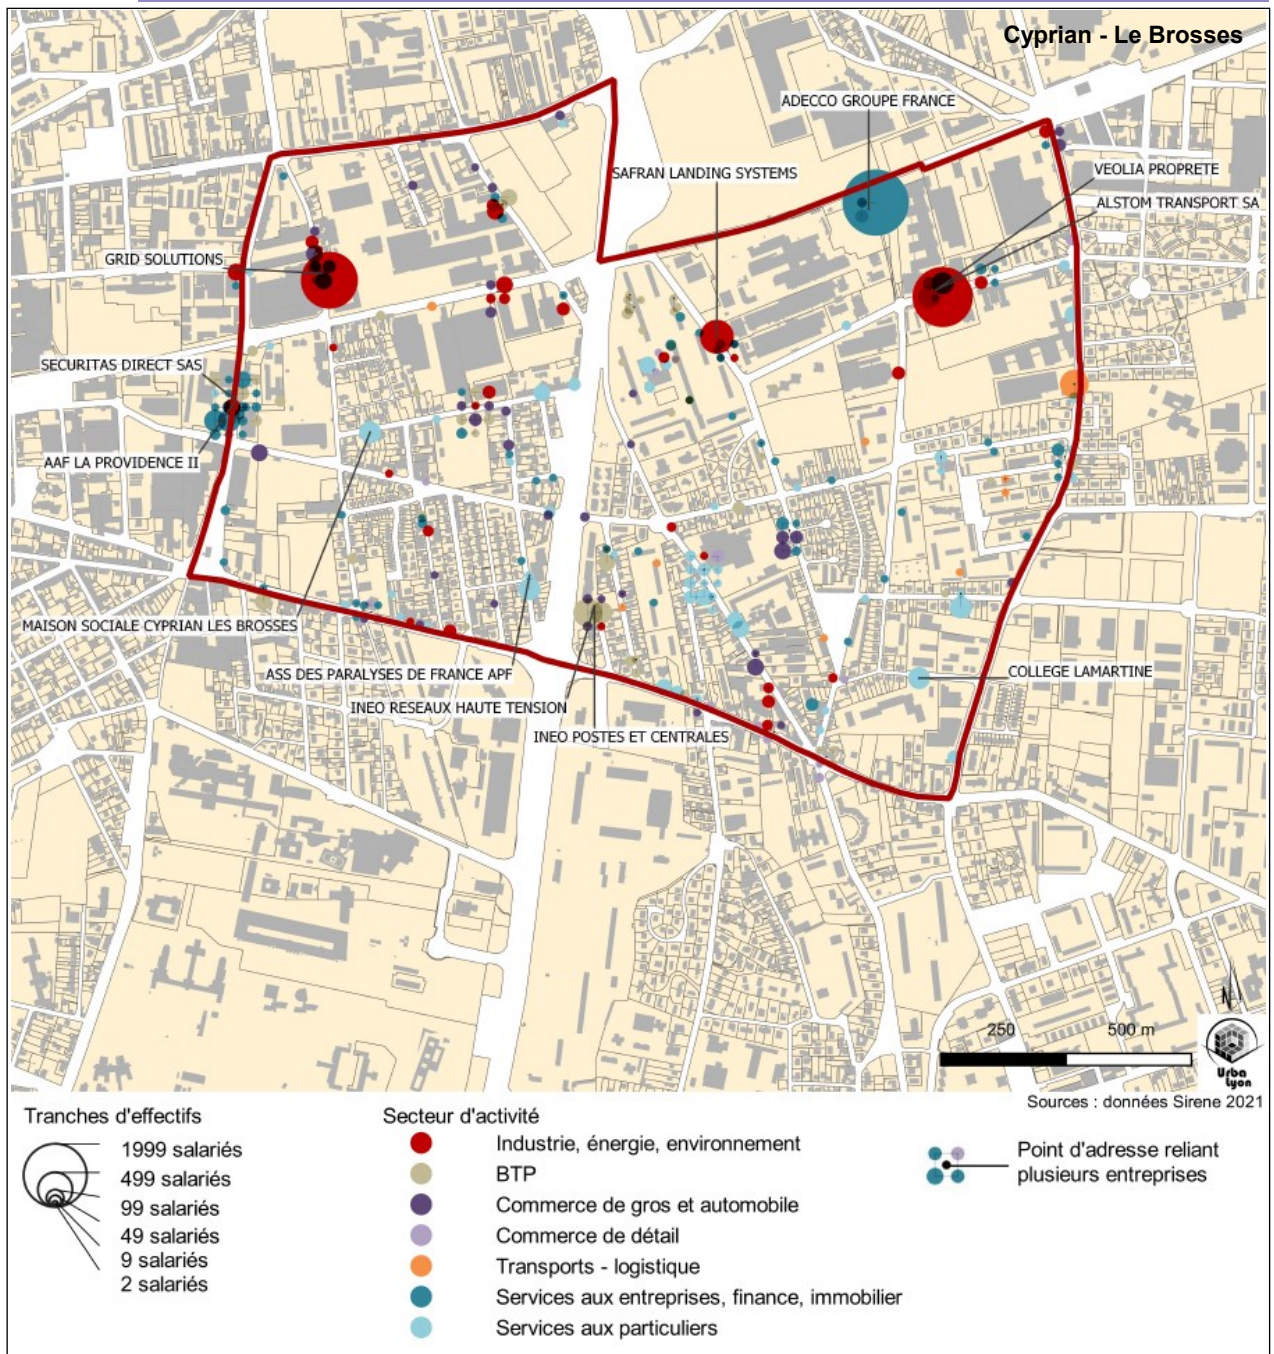 Cyprian - Le Brosses
ADECCO GROUPE FRANCE
SAFRAN LANDING SYSTEMS
VEOLIA PROPRETE
ALSTOM TRANSPORT SA
GRID SOLUTIONS
SECURITAS DIRECT SAS
AAF LA PROVIDENCE II
MAISON SOCIALE CYPRIAN LES BROSSES
ASS DES PARALYSES DE FRANCE APF
COLLEGE LAMARTINE
INEO RESEAUX HAUTE TENSION
INEO POSTES ET CENTRALES
N
250 500 m
Urba
Lyon
Sources : données Sirene 2021
Tranches d'effectifs
1999 salariés
499 salariés
99 salariés
49 salariés
9 salariés
2 salariés
Secteur d'activité
Industrie, énergie, environnement
BTP
Commerce de gros et automobile
Commerce de détail
Transports - logistique
Services aux entreprises, finance, immobilier
Services aux particuliers
Point d'adresse reliant
plusieurs entreprises